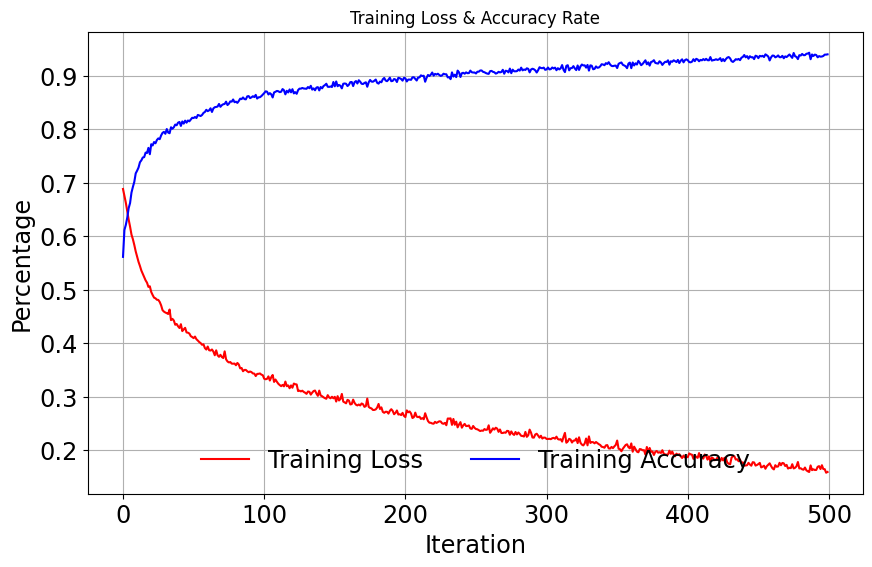 Training Loss & Accuracy Rate
Percentage
0.9
0.8
0.7
0.6
0.5
0.4
0.3
0.2
Training Loss
Training Accuracy
0 100 200 300 400 500
Iteration